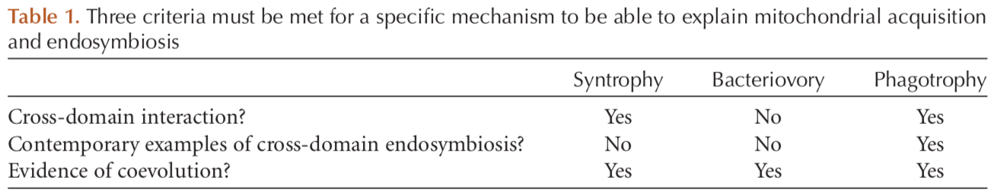 Table 1. Three criteria must be met for a specific mechanism to be able to explain mitochondrial acquisition
and endosymbiosis
Syntrophy Bacteriovory Phagotrophy
Cross-domain interaction? Yes No Yes
Contemporary examples of cross-domain endosymbiosis? No No Yes
Evidence of coevolution? Yes Yes Yes